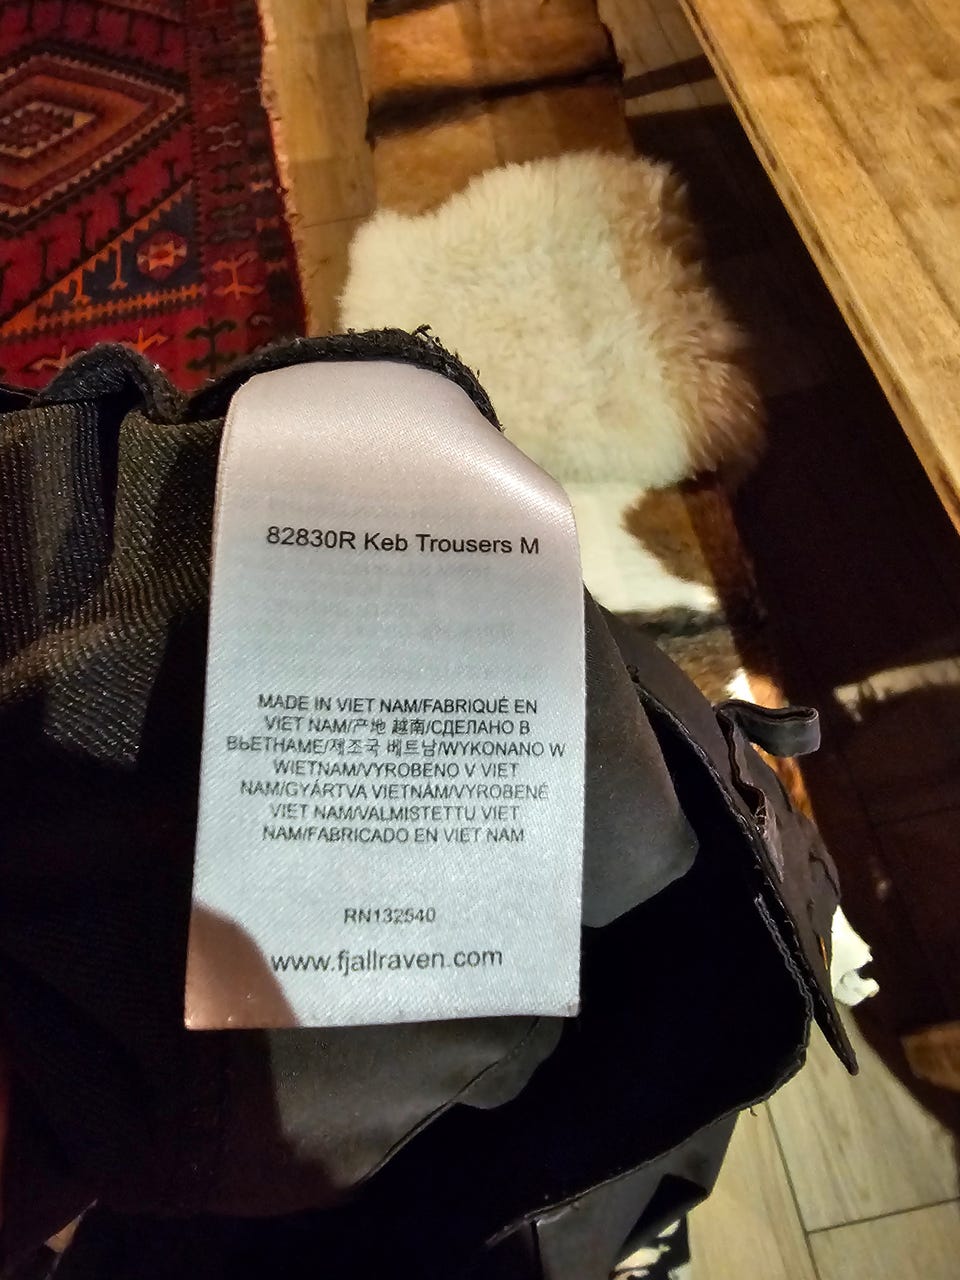 82830R Keb Trousers M
MADE IN VIET NAM/FABRIQUÉ EN
VIET NAM/产地 越南/СДЕЛАНО В
ВЬЕТНАМЕ/제조국 베트남/WYKONANO W
WIETNAM/VYROBENO V VIET
NAM/GYÁRTVA VIETNÁM/VYROBENÉ
VIET NAM/VALMISTETTU VIET
NAM/FABRICADO EN VIET NAM
RN132540
www.fjallraven.com